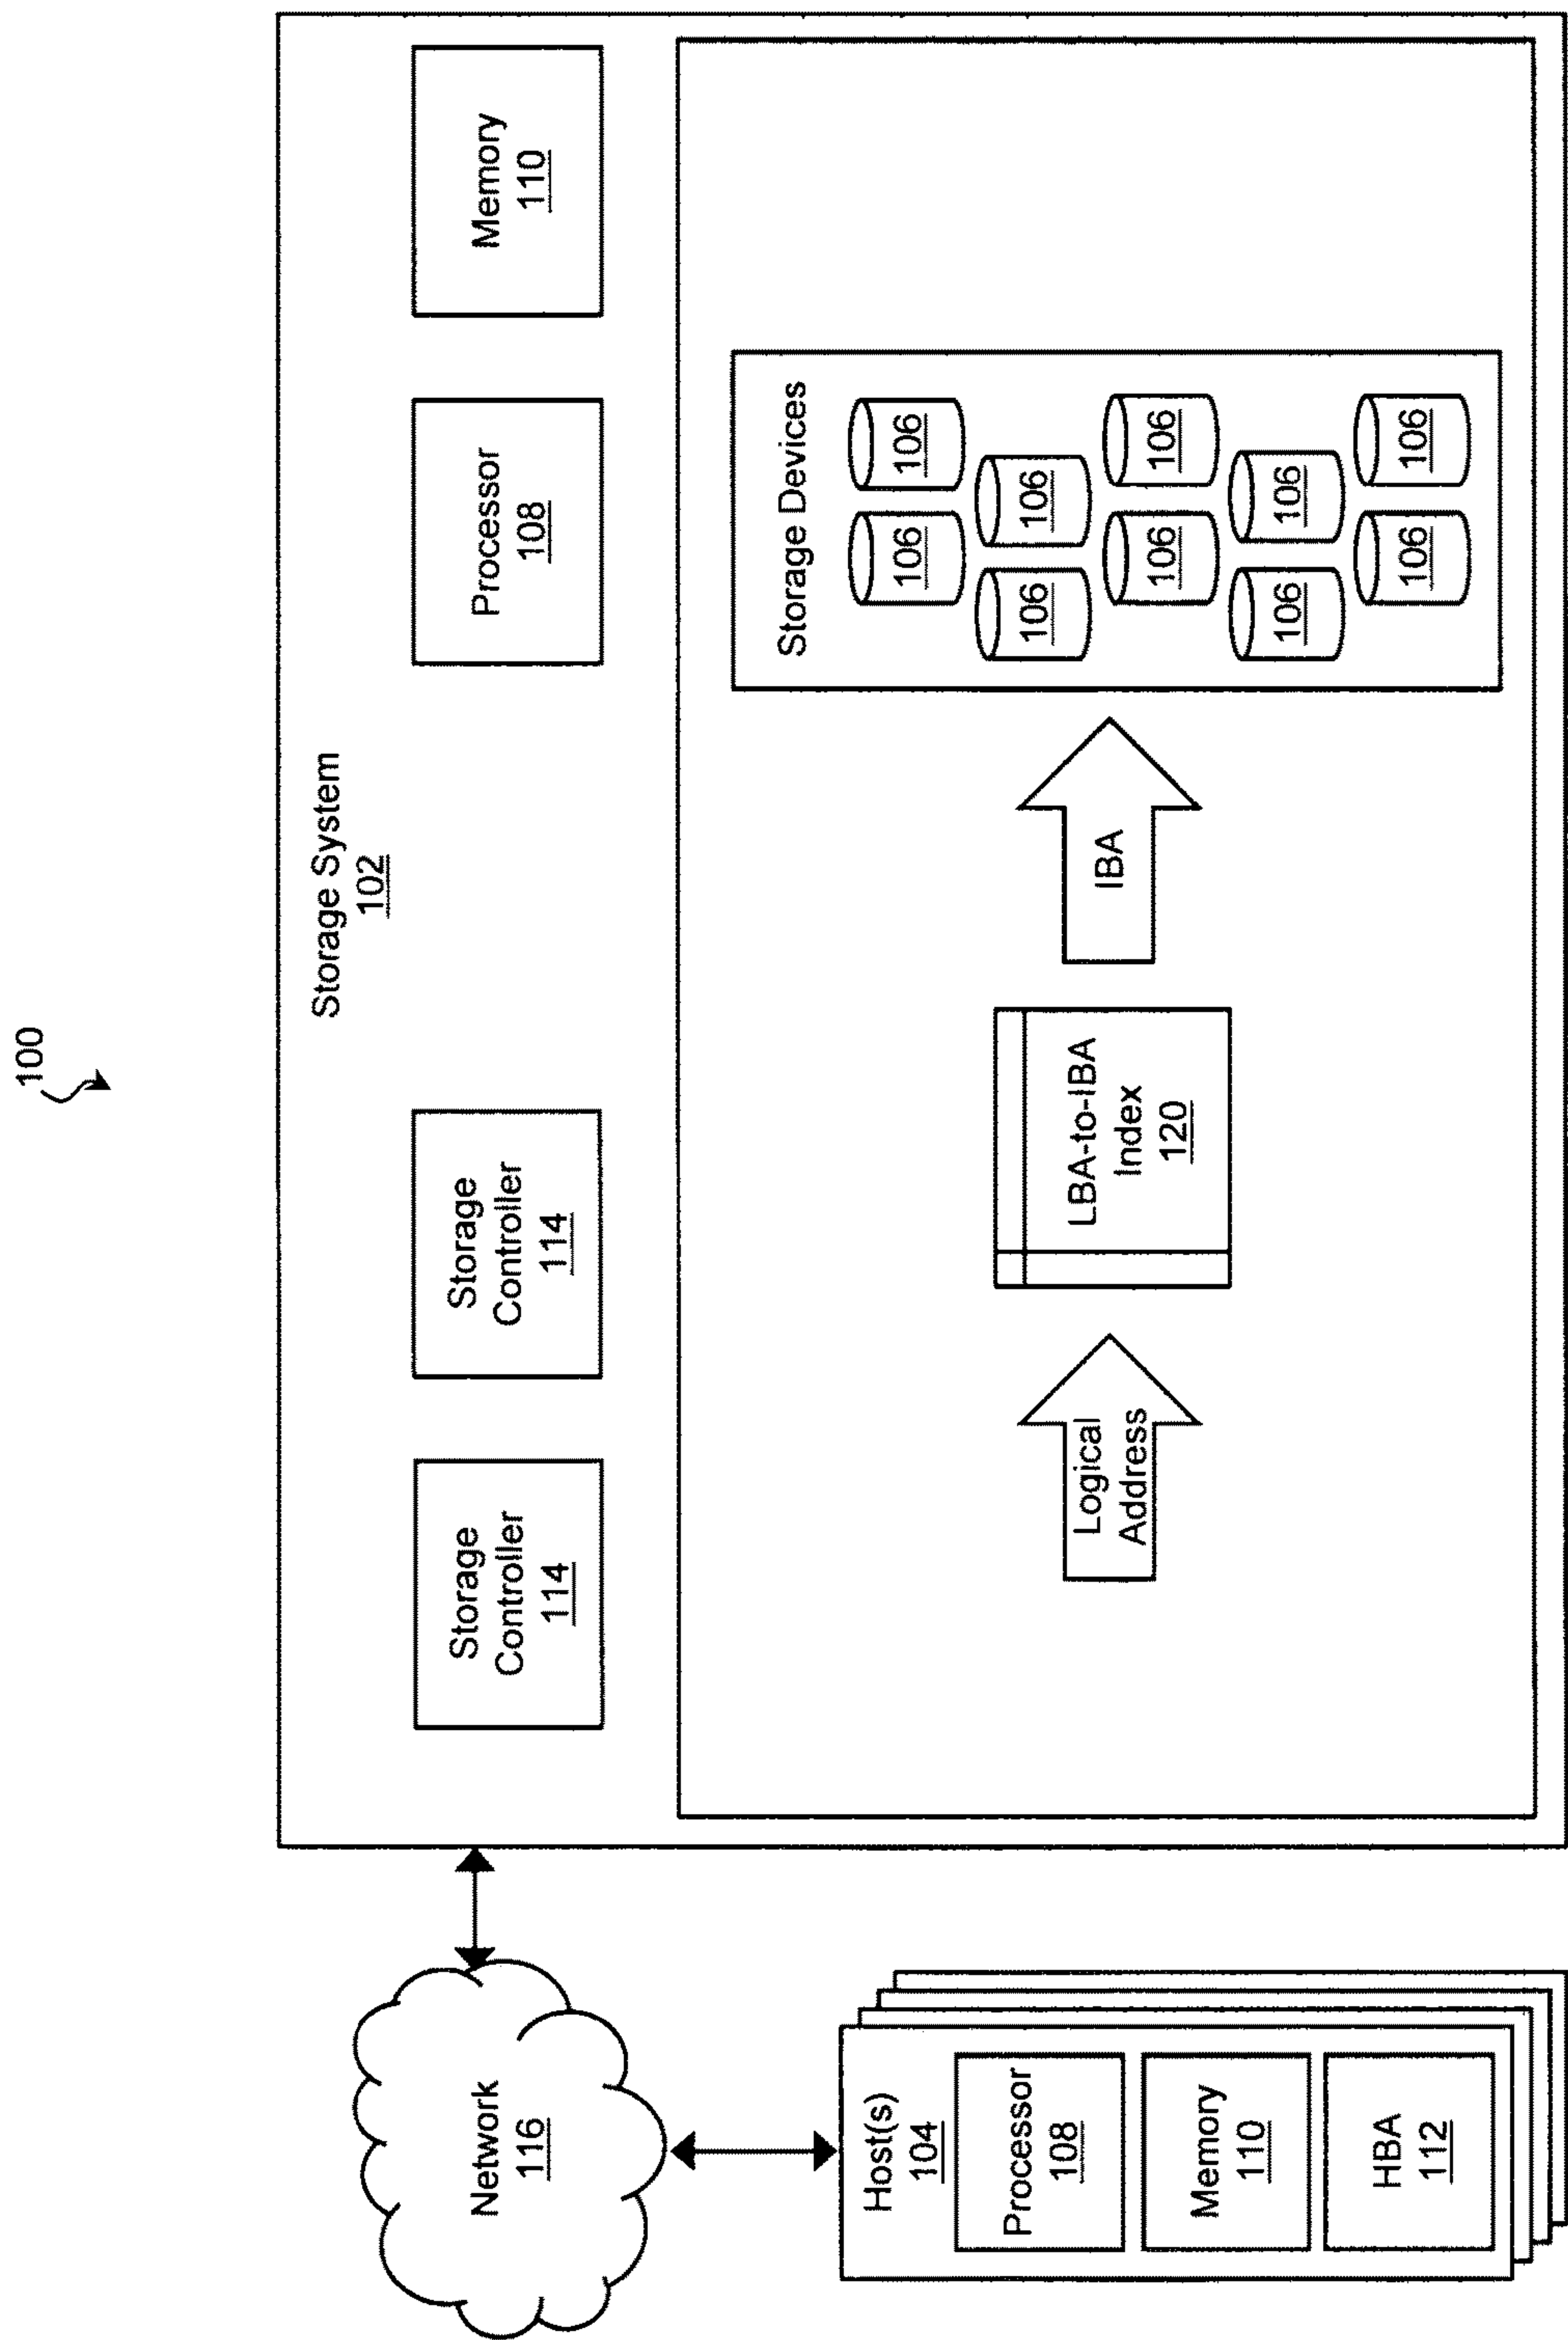 100
Storage System
102
Storage
Controller
114
Storage
Controller
114
Processor
108
Memory
110
Network
116
Host(s)
104
Processor
108
Memory
110
HBA
112
Logical
Address
LBA-to-IBA
Index
120
IBA
Storage Devices
106
106
106
106
106
106
106
106
106
106